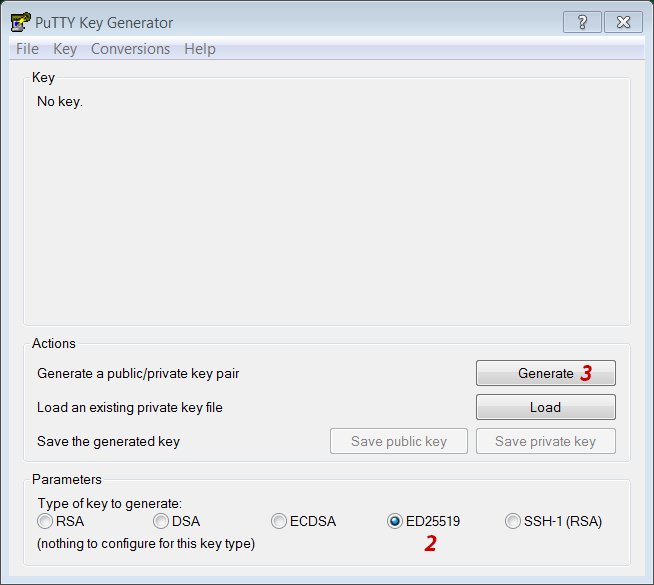 PuTTY Key Generator
?
File Key Conversions Help
Key
No key.
Actions
Generate a public/private key pair
Generate 3
Load an existing private key file
Load
Save the generated key
Save public key
Save private key
Parameters
Type of key to generate:
RSA DSA ECDSA ED25519 SSH-1 (RSA)
(nothing to configure for this key type)
2